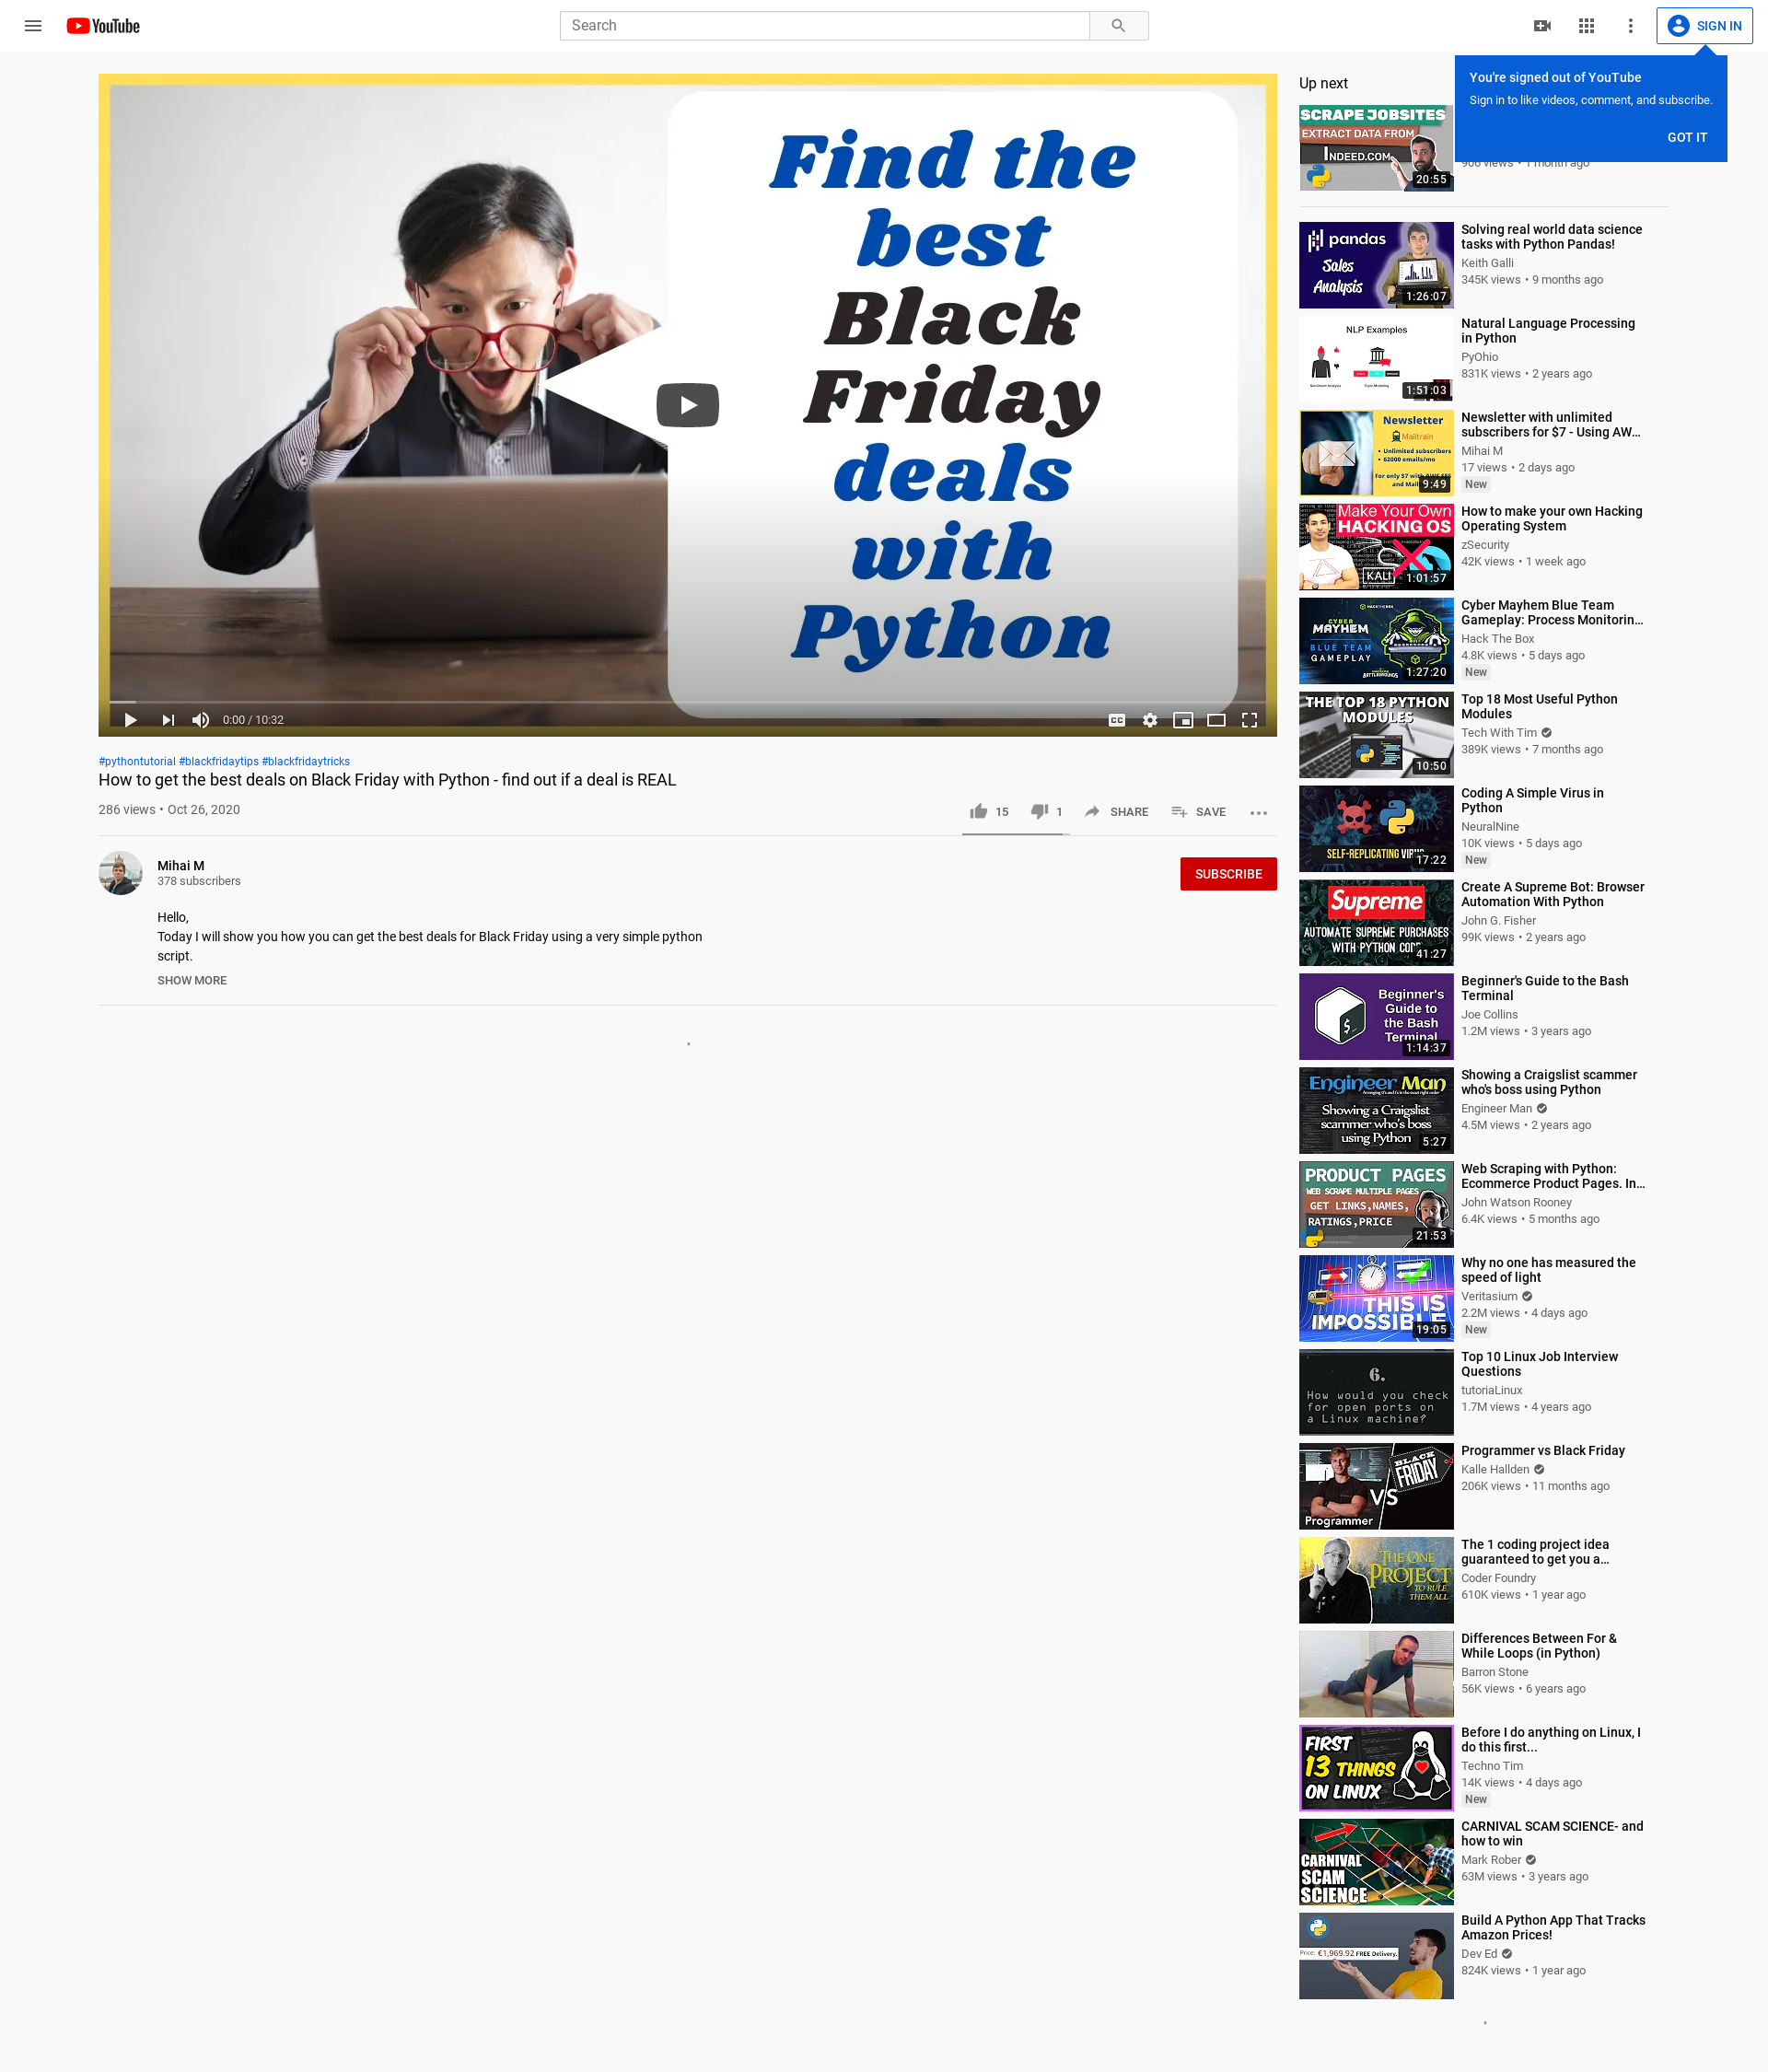 YouTube
Search
SIGN IN
You're signed out of YouTube
Sign in to like videos, comment, and subscribe.
GOT IT
Find the
best
Black
Friday
deals
with
Python
0:00 / 10:32
CC
#pythontutorial #blackfridaytips #blackfridaytricks
How to get the best deals on Black Friday with Python - find out if a deal is REAL
286 views • Oct 26, 2020
15
1
SHARE
SAVE
Mihai M
378 subscribers
SUBSCRIBE
Hello,
Today I will show you how you can get the best deals for Black Friday using a very simple python
script.
SHOW MORE
Up next
SCRAPE JOBSITES
EXTRACT DATA FROM
INDEED.COM
20:55
906 views • 1 month ago
pandas
Sales
Analysis
1:26:07
Solving real world data science
tasks with Python Pandas!
Keith Galli
345K views • 9 months ago
NLP Examples
1:51:03
Natural Language Processing
in Python
PyOhio
831K views • 2 years ago
Newsletter
Mailtrain
Unlimited subscribers
62000 emails/mo
For only $7 with AWS SES
and
9:49
Newsletter with unlimited
subscribers for $7 - Using AW...
Mihai M
17 views • 2 days ago
New
Make Your Own
HACKING OS
KALI
1:01:57
How to make your own Hacking
Operating System
zSecurity
42K views • 1 week ago
HACKTHEBOX
CYBER
MAYHEM
BLUE TEAM
GAMEPLAY
BATTLEGROUNDS
1:27:20
Cyber Mayhem Blue Team
Gameplay: Process Monitorin...
Hack The Box
4.8K views • 5 days ago
New
THE TOP 18 PYTHON
MODULES
10:50
Top 18 Most Useful Python
Modules
Tech With Tim
389K views • 7 months ago
SELF-REPLICATING VIRUS
17:22
Coding A Simple Virus in
Python
NeuralNine
10K views • 5 days ago
New
Supreme
AUTOMATE SUPREME PURCHASES
WITH PYTHON CODE
41:27
Create A Supreme Bot: Browser
Automation With Python
John G. Fisher
99K views • 2 years ago
Beginner's
Guide to
the Bash
Terminal
1:14:37
Beginner's Guide to the Bash
Terminal
Joe Collins
1.2M views • 3 years ago
Engineer Man
Showing a Craigslist
scammer who's boss
using Python
5:27
Showing a Craigslist scammer
who's boss using Python
Engineer Man
4.5M views • 2 years ago
PRODUCT PAGES
WEB SCRAPE MULTIPLE PAGES
GET LINKS,NAMES,
RATINGS,PRICE
21:53
Web Scraping with Python:
Ecommerce Product Pages. In...
John Watson Rooney
6.4K views • 5 months ago
THIS IS
IMPOSSIBLE
19:05
Why no one has measured the
speed of light
Veritasium
2.2M views • 4 days ago
New
6.
How would you check
for open ports on
a Linux machine?
Top 10 Linux Job Interview
Questions
tutoriaLinux
1.7M views • 4 years ago
BLACK
FRIDAY
VS
Programmer
Programmer vs Black Friday
Kalle Hallden
206K views • 11 months ago
THE ONE
PROJECT
TO RULE
THEM ALL
The 1 coding project idea
guaranteed to get you a...
Coder Foundry
610K views • 1 year ago
Differences Between For &
While Loops (in Python)
Barron Stone
56K views • 6 years ago
FIRST
13 THINGS
ON LINUX
Before I do anything on Linux, I
do this first...
Techno Tim
14K views • 4 days ago
New
CARNIVAL
SCAM
SCIENCE
CARNIVAL SCAM SCIENCE- and
how to win
Mark Rober
63M views • 3 years ago
Price: €1,969.92 FREE Delivery.
Build A Python App That Tracks
Amazon Prices!
Dev Ed
824K views • 1 year ago